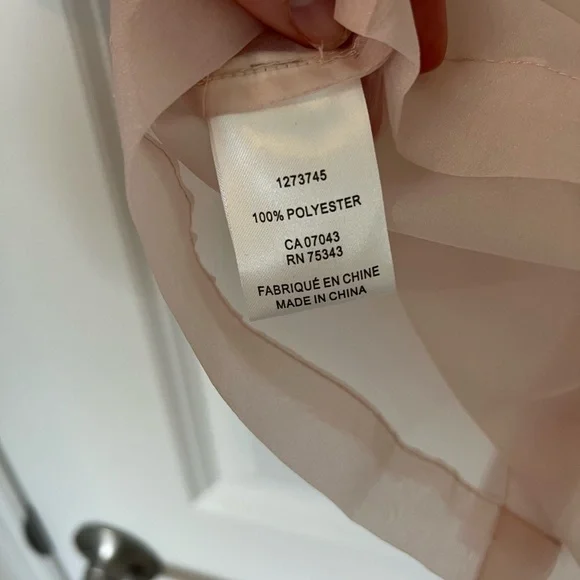 1273745
100% POLYESTER
CA 07043
RN 75343
FABRIQUÉ EN CHINE
MADE IN CHINA